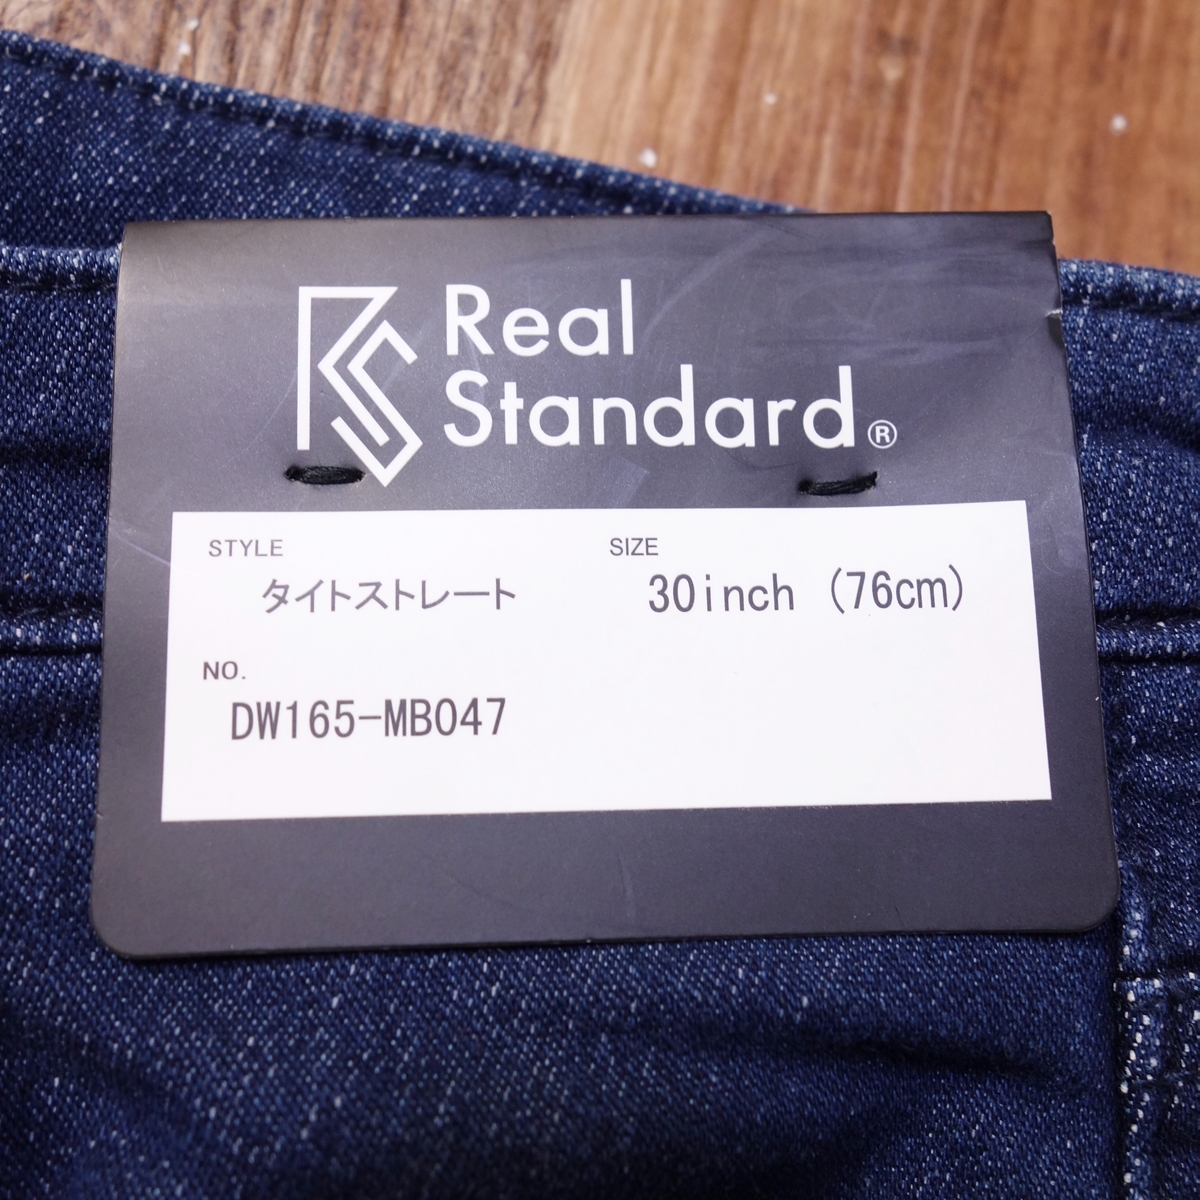 Real
Standard®
STYLE
タイトストレート
SIZE
30inch (76cm)
NO.
DW165-MB047